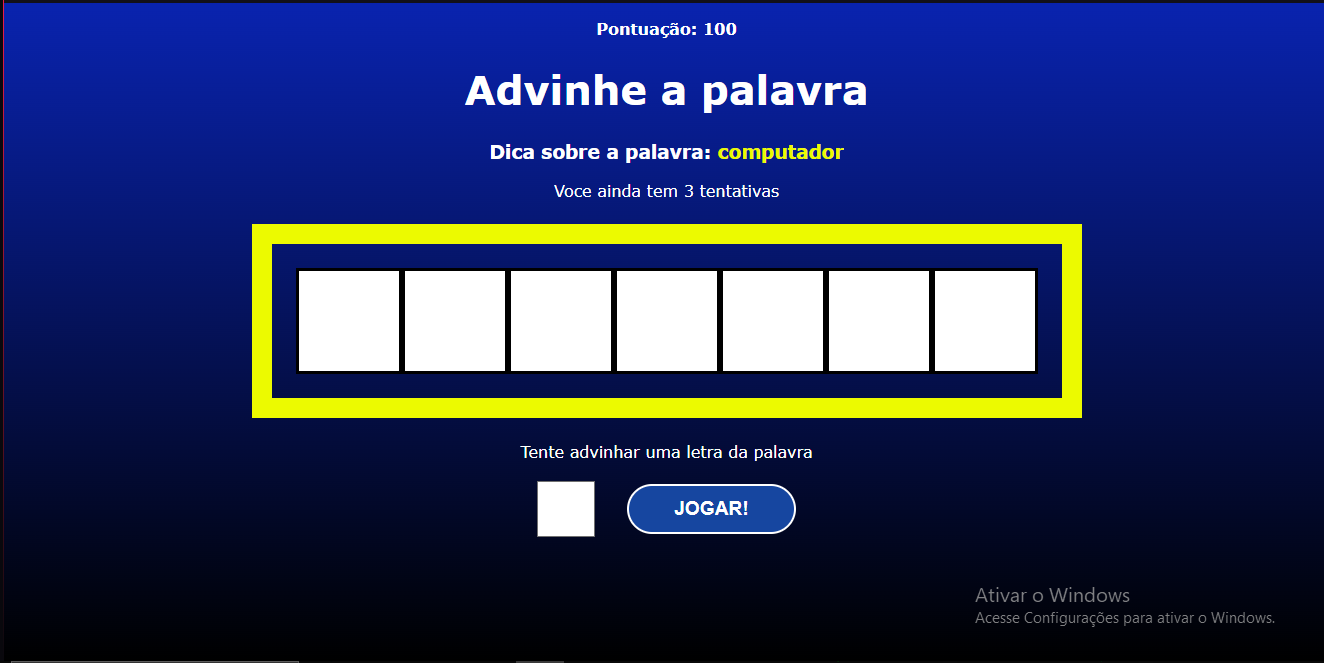 Pontuação: 100
Advinhe a palavra
Dica sobre a palavra: computador
Voce ainda tem 3 tentativas
Tente advinhar uma letra da palavra
JOGAR!
Ativar o Windows
Acesse Configurações para ativar o Windows.